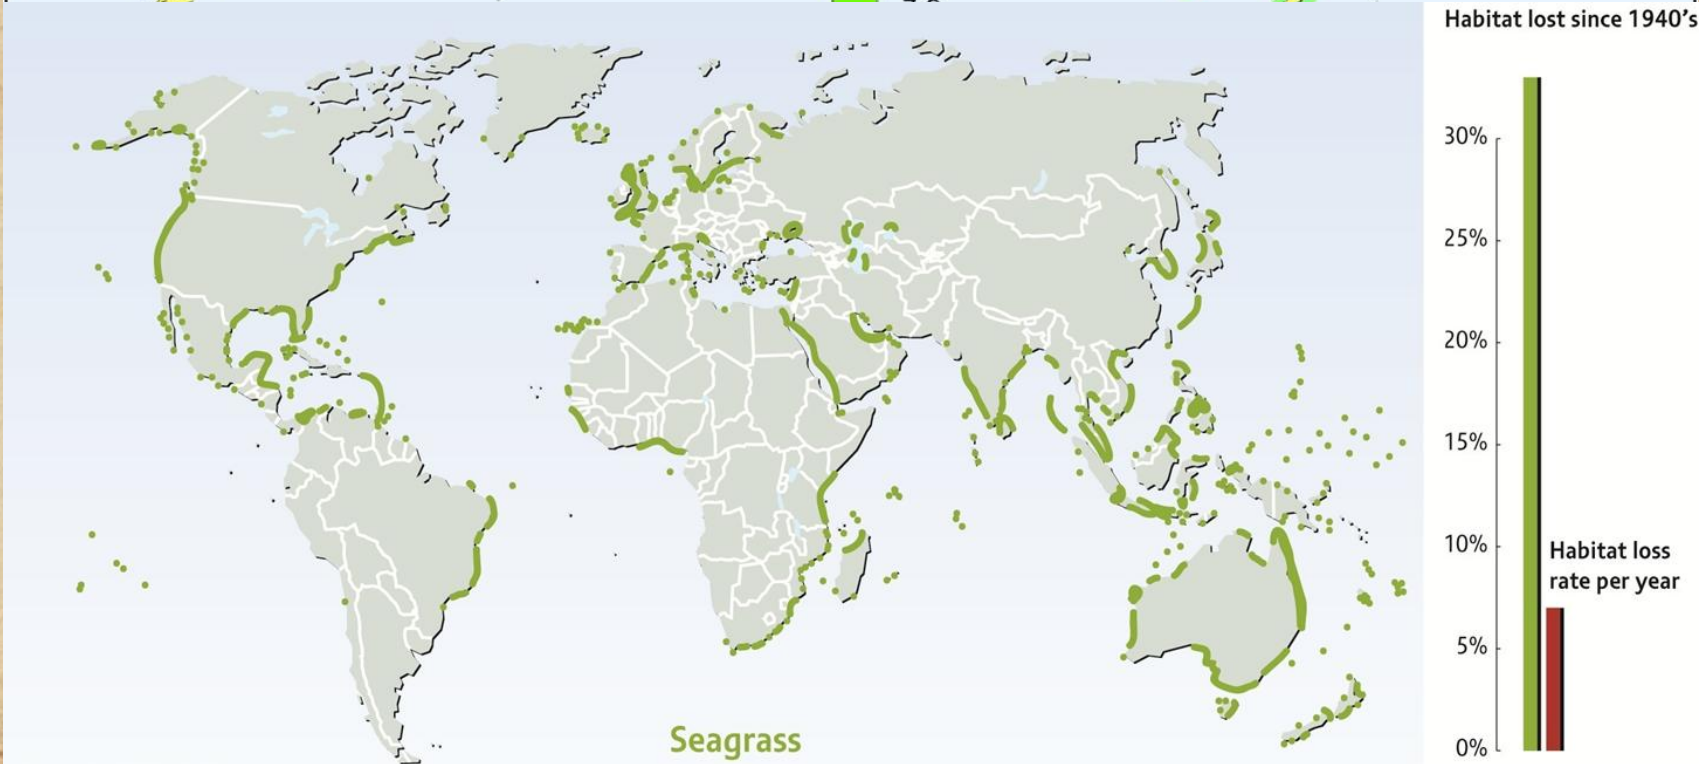 Habitat lost since 1940's
30%
25%
20%
15%
10%
Habitat loss
rate per year
5%
0%
Seagrass